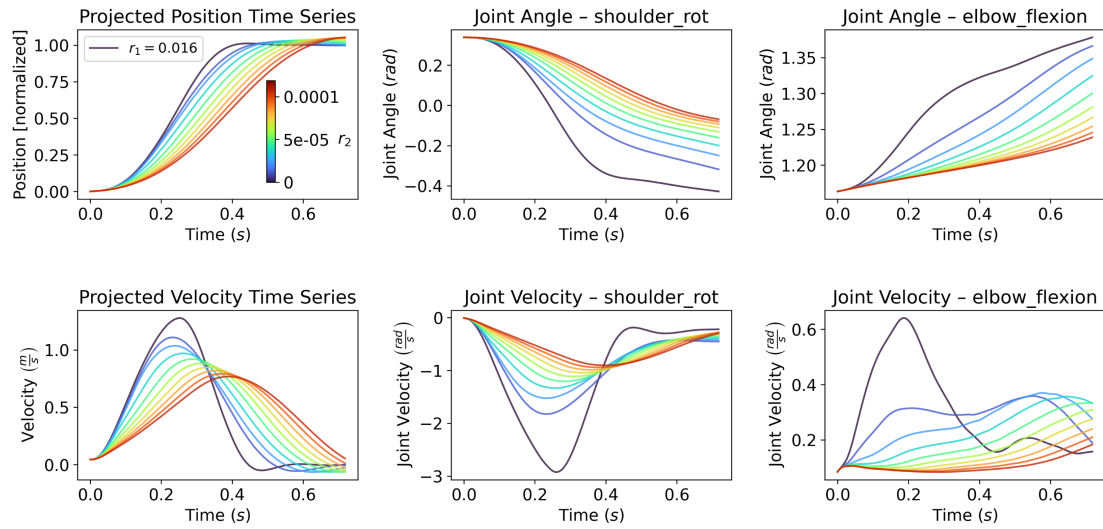 Projected Position Time Series
Position [normalized]
1.00
0.75
0.50
0.25
0.00
r₁ = 0.016
0.0001
5e-05
0
r₂
0.0
0.2
0.4
0.6
Time (s)
Joint Angle – shoulder_rot
Joint Angle (rad)
0.2
0.0
−0.2
−0.4
0.0
0.2
0.4
0.6
Time (s)
Joint Angle – elbow_flexion
Joint Angle (rad)
1.35
1.30
1.25
1.20
0.0
0.2
0.4
0.6
Time (s)
Projected Velocity Time Series
Velocity (m/s)
1.0
0.5
0.0
0.0
0.2
0.4
0.6
Time (s)
Joint Velocity – shoulder_rot
Joint Velocity (rad/s)
0
−1
−2
−3
0.0
0.2
0.4
0.6
Time (s)
Joint Velocity – elbow_flexion
Joint Velocity (rad/s)
0.6
0.4
0.2
0.0
0.2
0.4
0.6
Time (s)